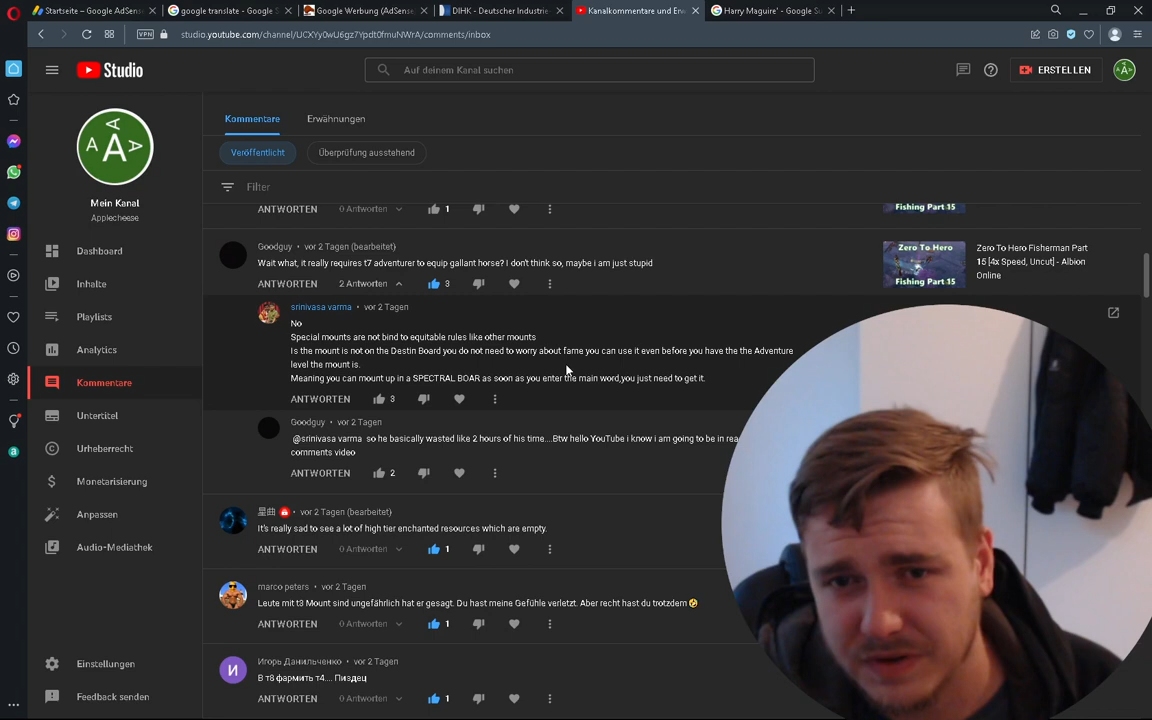 Startseite – Google AdSens
google translate - Google S
Google Werbung (AdSense
DIHK - Deutscher Industrie
Kanalkommentare und Erw
Harry Maguire' - Google Su
VPN
studio.youtube.com/channel/UCXYy0wU6gz7Ypdt0fmuNWrA/comments/inbox
Studio
Auf deinem Kanal suchen
ERSTELLEN
Mein Kanal
Applecheese
Dashboard
Inhalte
Playlists
Analytics
Kommentare
Untertitel
Urheberrecht
Monetarisierung
Anpassen
Audio-Mediathek
Einstellungen
Feedback senden
Kommentare
Erwähnungen
Veröffentlicht
Überprüfung ausstehend
Filter
ANTWORTEN 0 Antworten 1
Fishing Part 15
Goodguy • vor 2 Tagen (bearbeitet)
Wait what, it really requires t7 adventurer to equip gallant horse? I don't think so, maybe i am just stupid
ANTWORTEN 2 Antworten 3
Zero To Hero
Fishing Part 15
Zero To Hero Fisherman Part
15 [4x Speed, Uncut] - Albion
Online
srinivasa varma • vor 2 Tagen
No
Special mounts are not bind to equitable rules like other mounts
Is the mount is not on the Destin Board you do not need to worry about fame you can use it even before you have the the Adventure
level the mount is.
Meaning you can mount up in a SPECTRAL BOAR as soon as you enter the main word,you just need to get it.
ANTWORTEN 3
Goodguy • vor 2 Tagen
@srinivasa varma so he basically wasted like 2 hours of his time....Btw hello YouTube i know i am going to be in
comments video
ANTWORTEN 2
星曲 • vor 2 Tagen (bearbeitet)
It's really sad to see a lot of high tier enchanted resources which are empty.
ANTWORTEN 0 Antworten 1
marco peters • vor 2 Tagen
Leute mit t3 Mount sind ungefährlich hat er gesagt. Du hast meine Gefühle verletzt. Aber recht hast du trotzdem 🤣
ANTWORTEN 0 Antworten 1
И
Игорь Данильченко • vor 2 Tagen
В т8 фармить т4.... Пиздец
ANTWORTEN 0 Antworten 1